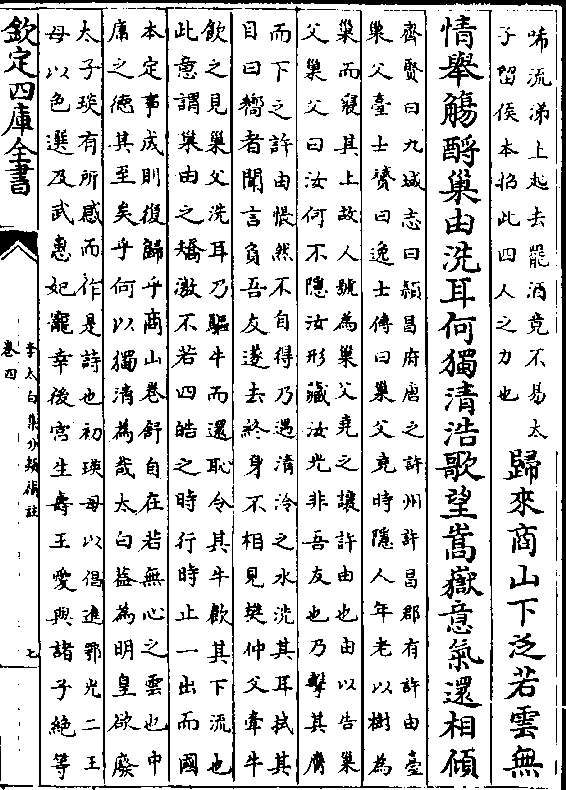 唏流涕上起去罷酒竟不易太
子留侯本招此四人之力也
歸來商山下泛若雲無
情舉觴酹巢由洗耳何獨清浩歌望嵩嶽意氣還相傾
齊賢曰九域志曰潁昌府唐之許州許昌郡有許由臺
巢父臺士贇曰逸士傳曰巢父堯時隱人年老以樹為
巢而寢其上故人號為巢父堯之讓許由也由以告巢
父巢父曰汝何不隱汝形藏汝光非吾友也乃擊其膺
而下之許由悵然不自得乃過清泠之水洗其耳拭其
目曰嚮者聞言負吾友遂去終身不相見樊仲父牽牛
飲之見巢父洗耳乃驅牛而還恥令其牛飲其下流也
此意謂巢由之矯激不若四皓之時行時止一出而國
本定事成則復歸乎商山卷舒自在若無心之雲也中
庸之德其至矣乎何以獨清為哉太白葢為明皇欲廢
太子琰有所感而作是詩也初瑛母以倡進鄂光二王
母以色選及武惠妃寵幸後宮生壽王愛與諸子絕等
欽定四庫全書
李太白集分類補註
卷四
七